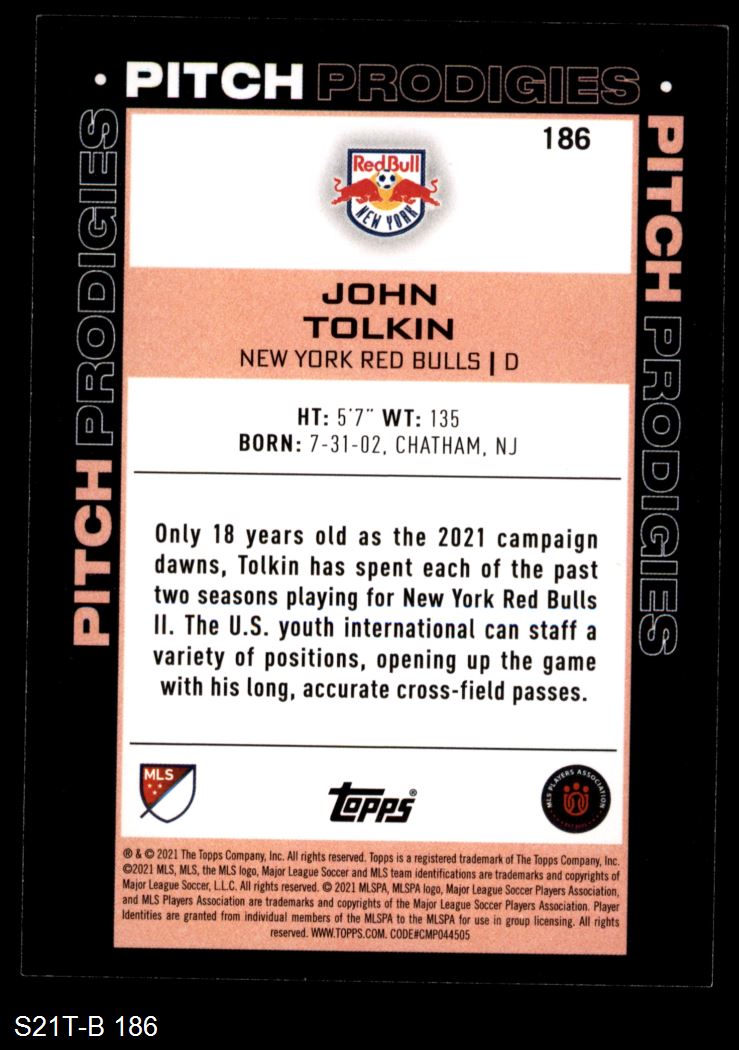 • PITCH PRODIGIES •
PITCH PRODIGIES
PITCH PRODIGIES
186
Red Bull
NEW YORK
JOHN
TOLKIN
NEW YORK RED BULLS | D
HT: 5'7" WT: 135
BORN: 7-31-02, CHATHAM, NJ
Only 18 years old as the 2021 campaign
dawns, Tolkin has spent each of the past
two seasons playing for New York Red Bulls
II. The U.S. youth international can staff a
variety of positions, opening up the game
with his long, accurate cross-field passes.
MLS
Topps®
MLS PLAYERS ASSOCIATION
® & © 2021 The Topps Company, Inc. All rights reserved. Topps is a registered trademark of The Topps Company, Inc.
©2021 MLS, MLS, the MLS logo, Major League Soccer and MLS team identifications are trademarks and copyrights of
Major League Soccer, L.L.C. All rights reserved. © 2021 MLSPA, MLSPA logo, Major League Soccer Players Association,
and MLS Players Association are trademarks and copyrights of the Major League Soccer Players Association. Player
Identities are granted from individual members of the MLSPA to the MLSPA for use in group licensing. All rights
reserved. WWW.TOPPS.COM. CODE#CMP044505
S21T-B 186